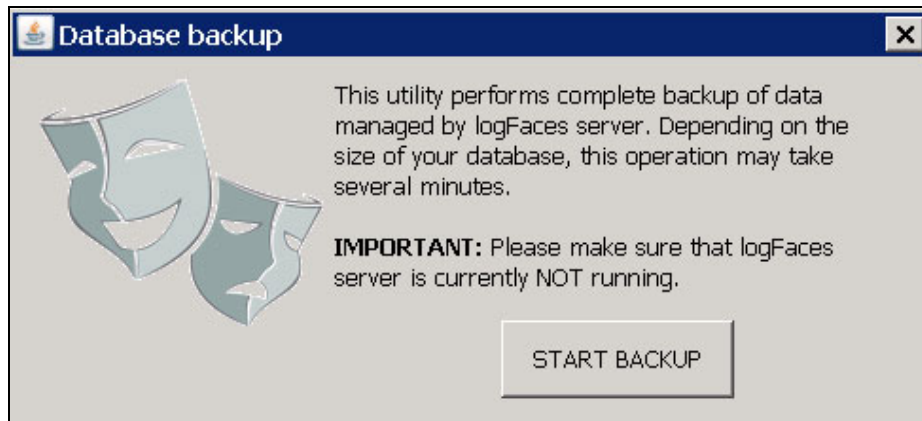 Database backup
This utility performs complete backup of data
managed by logFaces server. Depending on the
size of your database, this operation may take
several minutes.
IMPORTANT: Please make sure that logFaces
server is currently NOT running.
START BACKUP